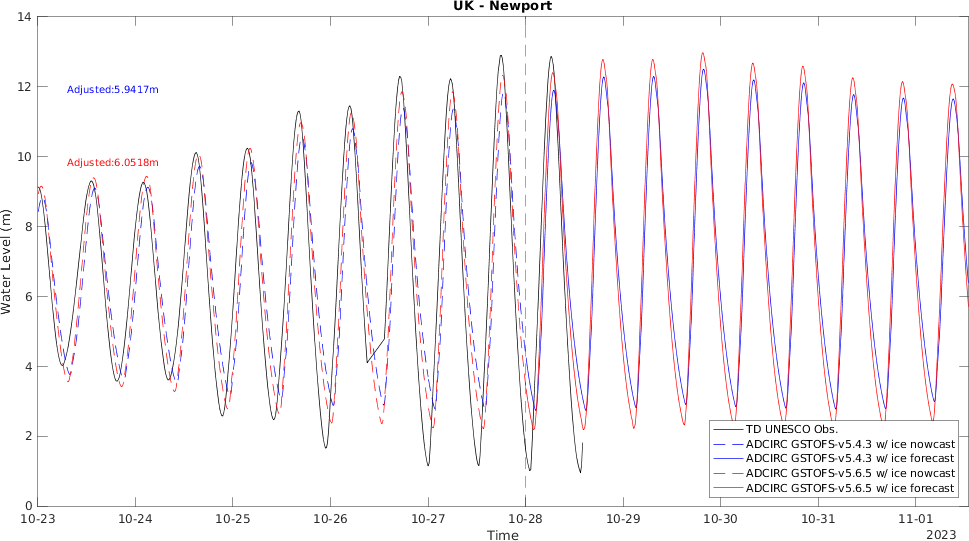 UK - Newport
14
12
10
8
6
4
2
0
Water Level (m)
Adjusted:5.9417m
Adjusted:6.0518m
TD UNESCO Obs.
ADCIRC GSTOFS-v5.4.3 w/ ice nowcast
ADCIRC GSTOFS-v5.4.3 w/ ice forecast
ADCIRC GSTOFS-v5.6.5 w/ ice nowcast
ADCIRC GSTOFS-v5.6.5 w/ ice forecast
10-23 10-24 10-25 10-26 10-27 10-28 10-29 10-30 10-31 11-01
Time
2023